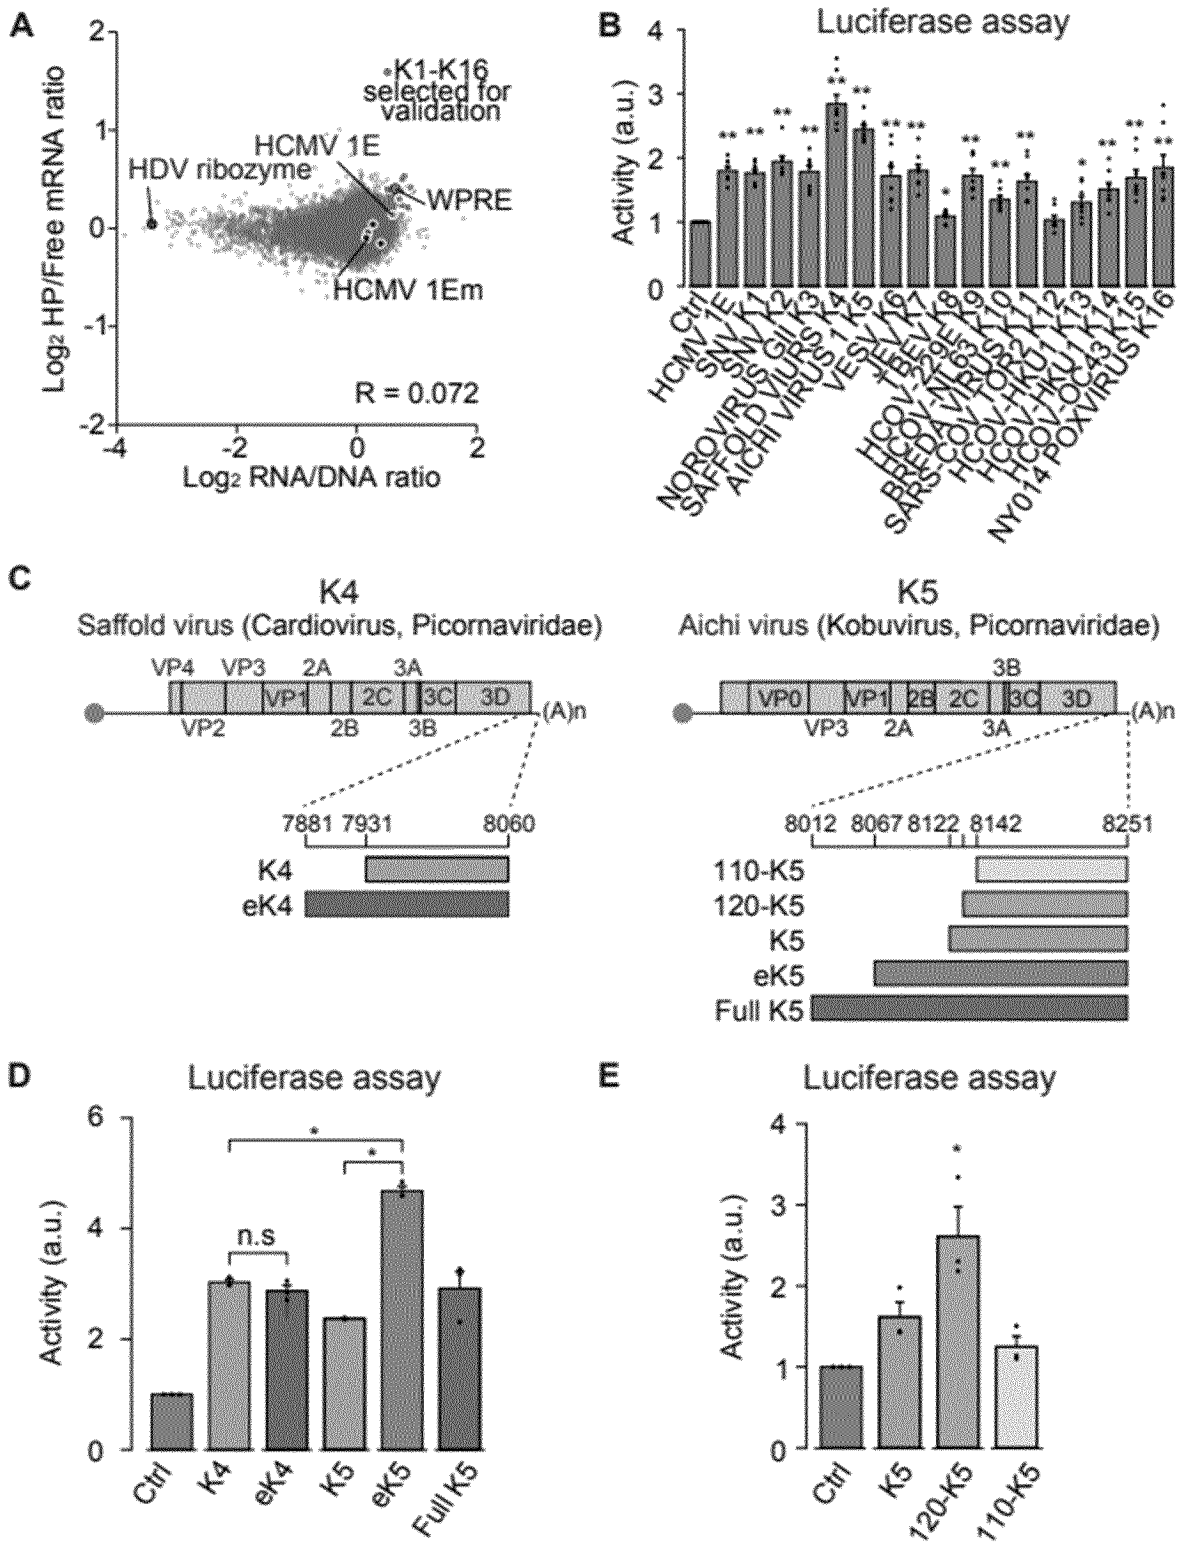 A
2
1
0
-1
-2
-4
-2
0
2
Log2 HP/Free mRNA ratio
Log2 RNA/DNA ratio
K1-K16
selected for
validation
HCMV 1E
HDV ribozyme
WPRE
HCMV 1Em
R = 0.072
B
Luciferase assay
Activity (a.u.)
4
3
2
1
0
** ** ** ** ** ** ** ** * ** ** ** * ** ** **
Ctrl
HCMV 1E
SNV K1
SNV K2
NOROVIRUS GII K3
SAFFOLD VIURS K4
AICHI VIRUS 1 K5
VESV K6
JEV K7
TBEV K8
HCOV-229E K9
HCOV-NL63 K10
BREDA VIRUS K11
SARS-COV TOR2 K12
HCOV-HKU1 K13
HCOV-HKU1 K14
HCOV-OC43 K15
NY014 POXVIRUS K16
C
K4
Saffold virus (Cardiovirus, Picornaviridae)
VP4 VP3 2A 3A
VP1 2C 3C 3D
(A)n
VP2 2B 3B
7881 7931 8060
K4
eK4
K5
Aichi virus (Kobuvirus, Picornaviridae)
3B
VP0 VP1 2B 2C 3C 3D
(A)n
VP3 2A 3A
8012 8067 8122 8142 8251
110-K5
120-K5
K5
eK5
Full K5
D
Luciferase assay
Activity (a.u.)
6
4
2
0
*
*
n.s
Ctrl
K4
eK4
K5
eK5
Full K5
E
Luciferase assay
Activity (a.u.)
4
3
2
1
0
*
Ctrl
K5
120-K5
110-K5